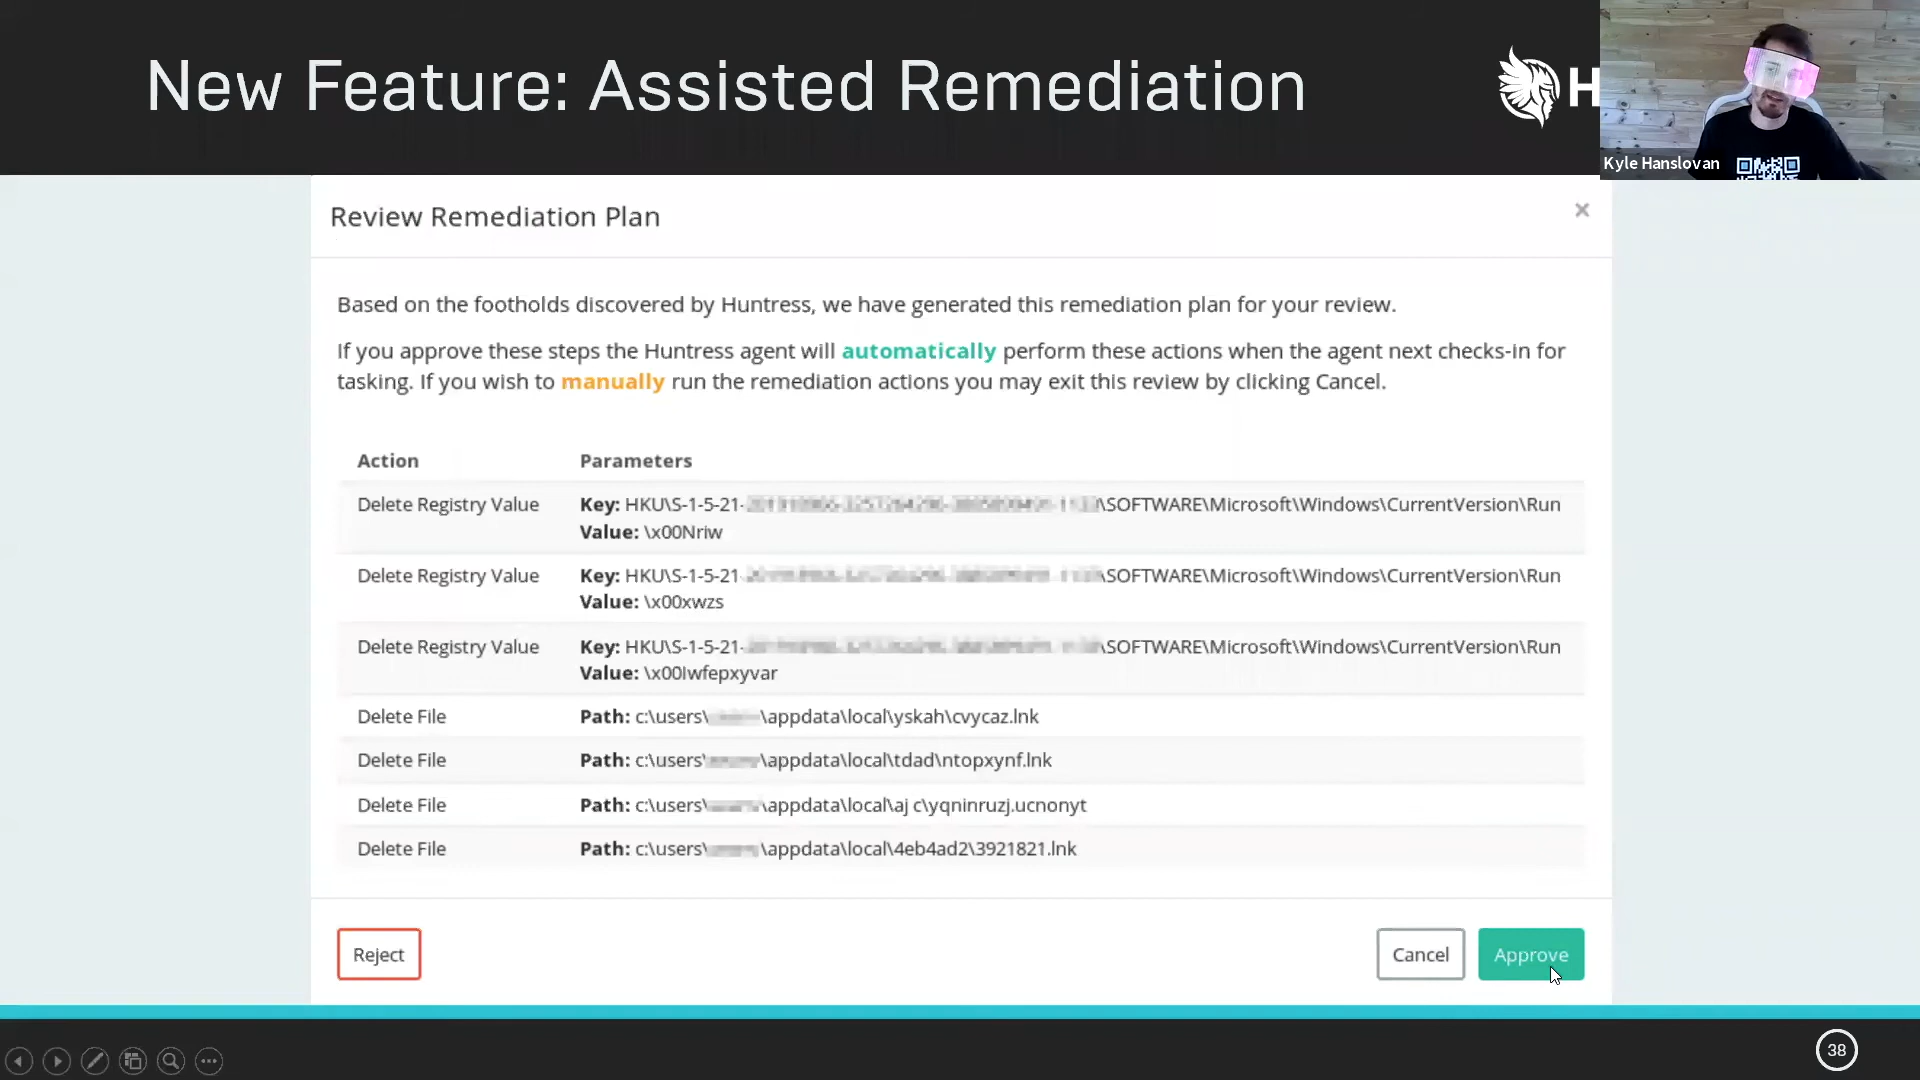 New Feature: Assisted Remediation
H
Kyle Hanslovan
Review Remediation Plan
×
Based on the footholds discovered by Huntress, we have generated this remediation plan for your review.
If you approve these steps the Huntress agent will automatically perform these actions when the agent next checks-in for
tasking. If you wish to manually run the remediation actions you may exit this review by clicking Cancel.
Action Parameters
Delete Registry Value Key: HKU\S-1-5-21- \SOFTWARE\Microsoft\Windows\CurrentVersion\Run
Value: \x00Nriw
Delete Registry Value Key: HKU\S-1-5-21- \SOFTWARE\Microsoft\Windows\CurrentVersion\Run
Value: \x00xwzs
Delete Registry Value Key: HKU\S-1-5-21- \SOFTWARE\Microsoft\Windows\CurrentVersion\Run
Value: \x00lwfepxyvar
Delete File Path: c:\users\ \appdata\local\yskah\cvycaz.lnk
Delete File Path: c:\users\ \appdata\local\tdad\ntopxynf.lnk
Delete File Path: c:\users\ \appdata\local\aj c\yqninruzj.ucnonyt
Delete File Path: c:\users\ \appdata\local\4eb4ad2\3921821.lnk
Reject
Cancel
Approve
38